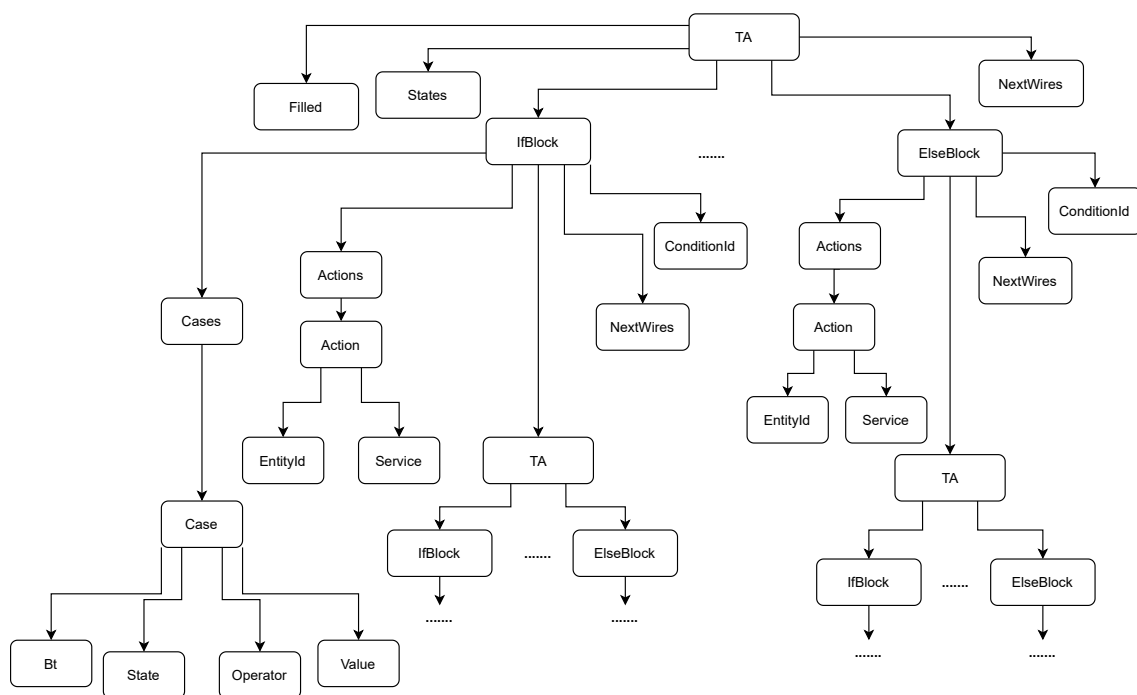 TA
Filled
States
NextWires
IfBlock
.......
ElseBlock
ConditionId
ConditionId
Actions
Actions
NextWires
Cases
Action
NextWires
Action
EntityId
Service
EntityId
Service
TA
TA
Case
IfBlock
.......
ElseBlock
IfBlock
.......
ElseBlock
.......
.......
Bt
State
Operator
Value
.......
.......